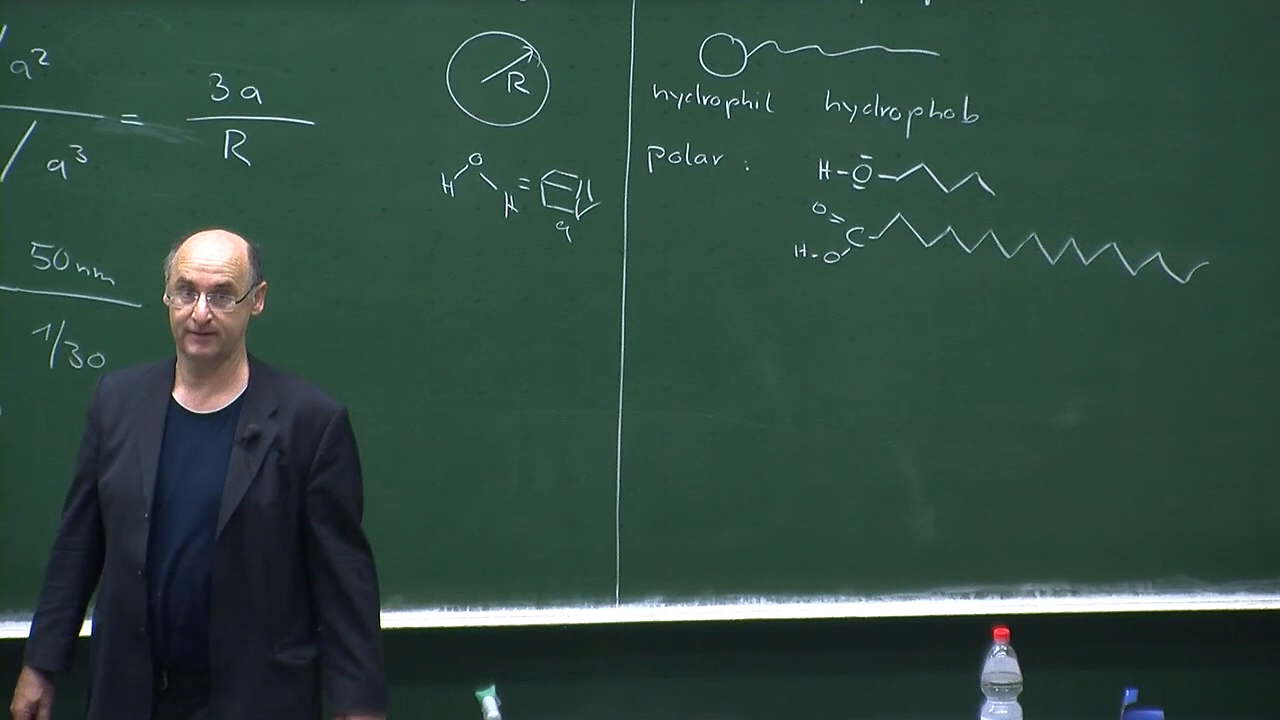 /a² / /a³ = 3a / R
50nm
1/30
R
H O H = a
hydrophil hydrophob
polar :
H-O-
O=C-
H-O